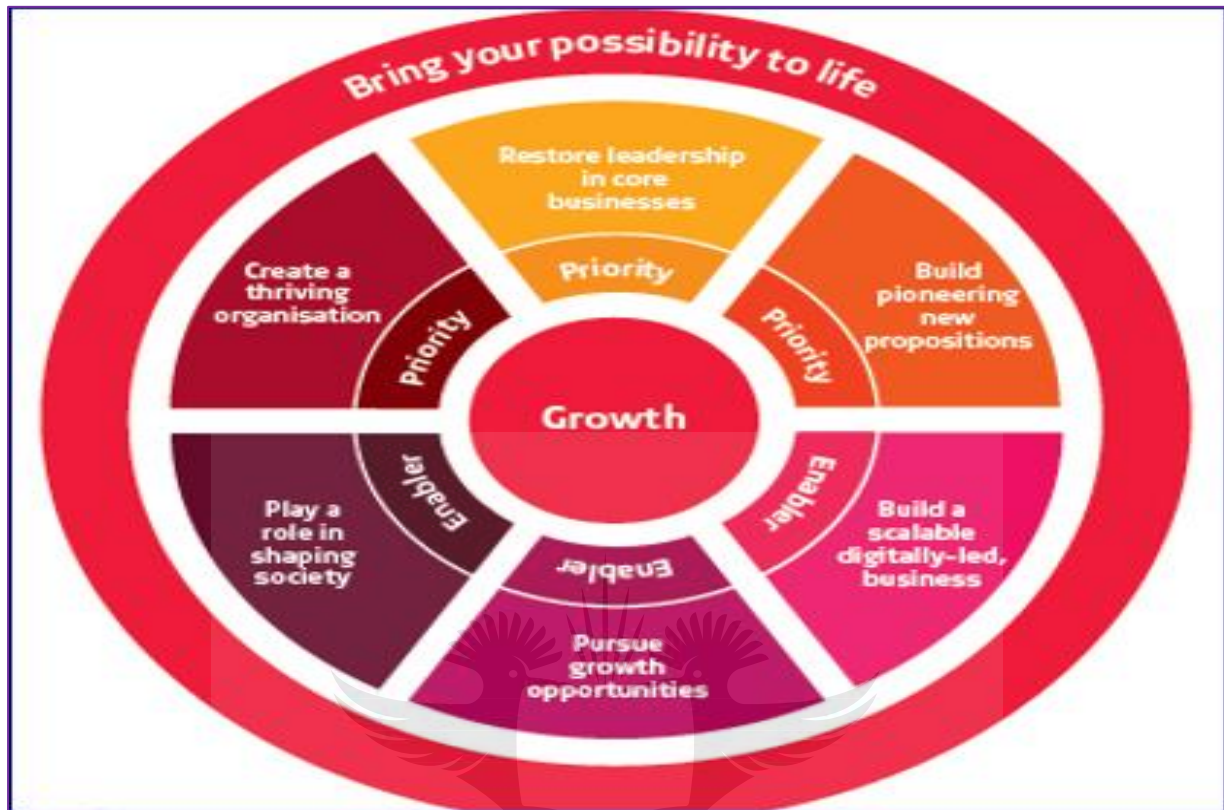 Bring your possibility to life
Restore leadership
in core
businesses
Priority
Build
pioneering
new
propositions
Priority
Build a
scalable
digitally-led,
business
Enabler
Pursue
growth
opportunities
Enabler
Play a
role in
shaping
society
Enabler
Create a
thriving
organisation
Priority
Growth